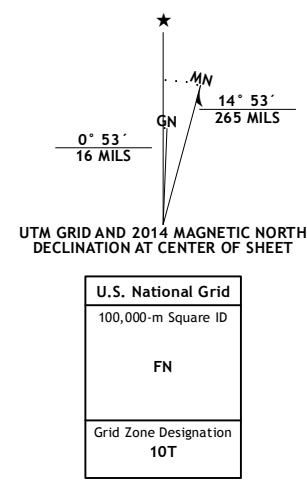 ★
MN
GN
14° 53´
265 MILS
0° 53´
16 MILS
UTM GRID AND 2014 MAGNETIC NORTH
DECLINATION AT CENTER OF SHEET
U.S. National Grid
100,000-m Square ID
FN
Grid Zone Designation
10T